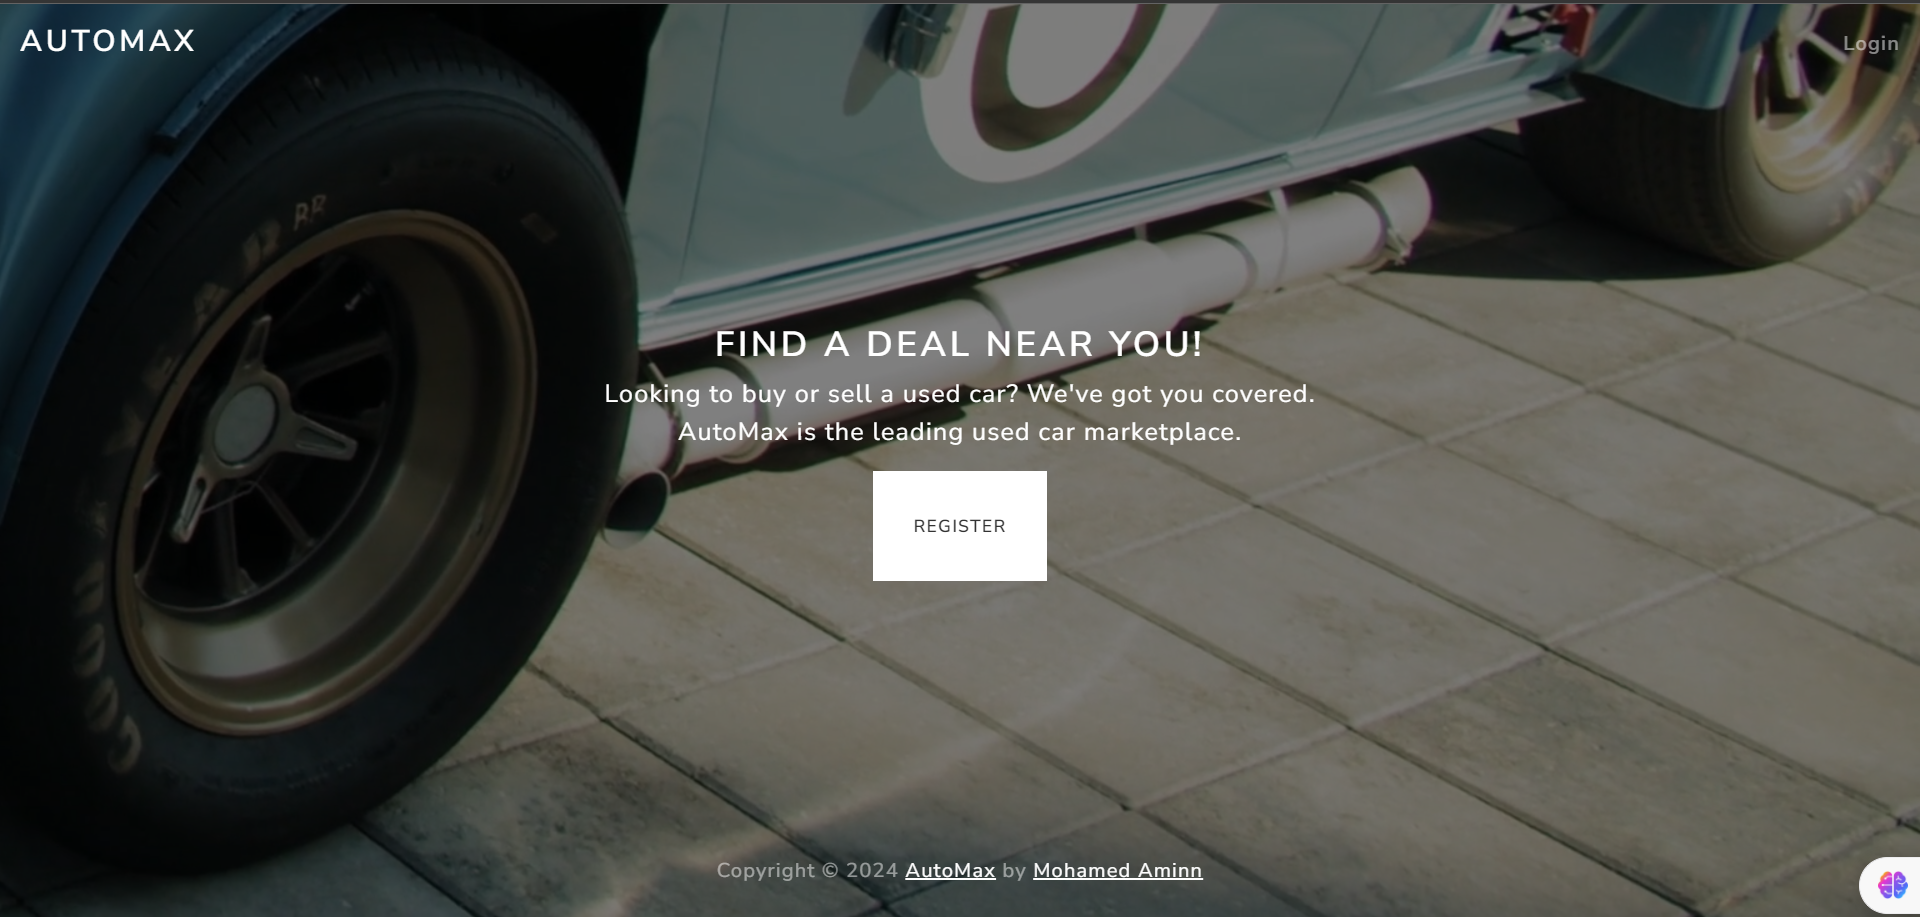 AUTOMAX
Login
FIND A DEAL NEAR YOU!
Looking to buy or sell a used car? We've got you covered.
AutoMax is the leading used car marketplace.
REGISTER
Copyright © 2024 AutoMax by Mohamed Aminn